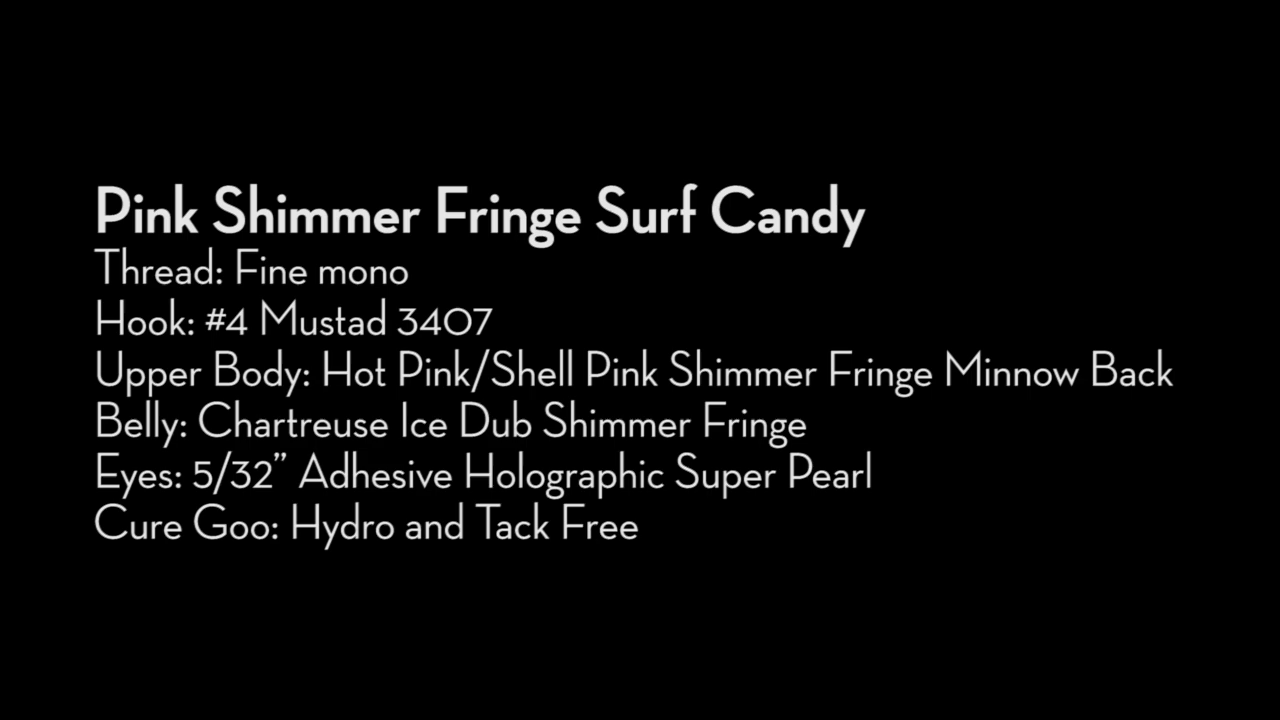 Pink Shimmer Fringe Surf Candy
Thread: Fine mono
Hook: #4 Mustad 3407
Upper Body: Hot Pink/Shell Pink Shimmer Fringe Minnow Back
Belly: Chartreuse Ice Dub Shimmer Fringe
Eyes: 5/32” Adhesive Holographic Super Pearl
Cure Goo: Hydro and Tack Free